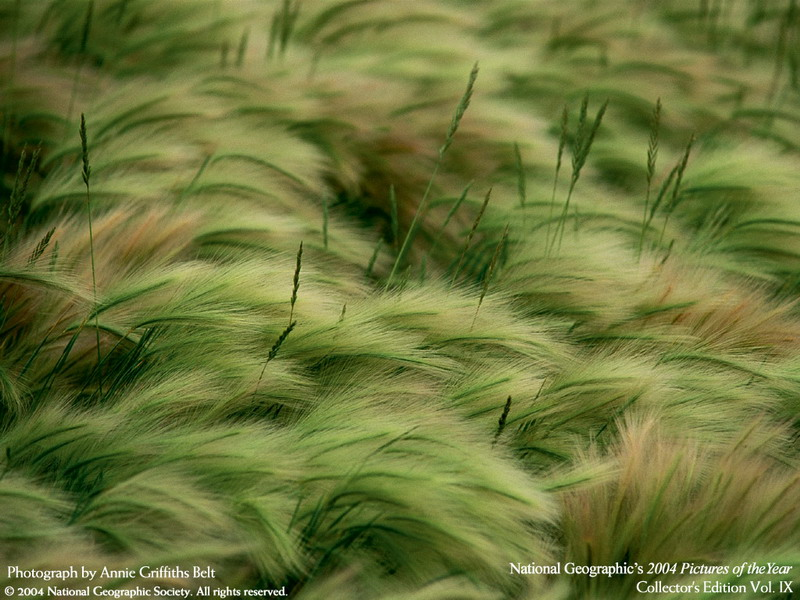 Photograph by Annie Griffiths Belt
© 2004 National Geographic Society. All rights reserved.
National Geographic's 2004 Pictures of the Year
Collector's Edition Vol. IX